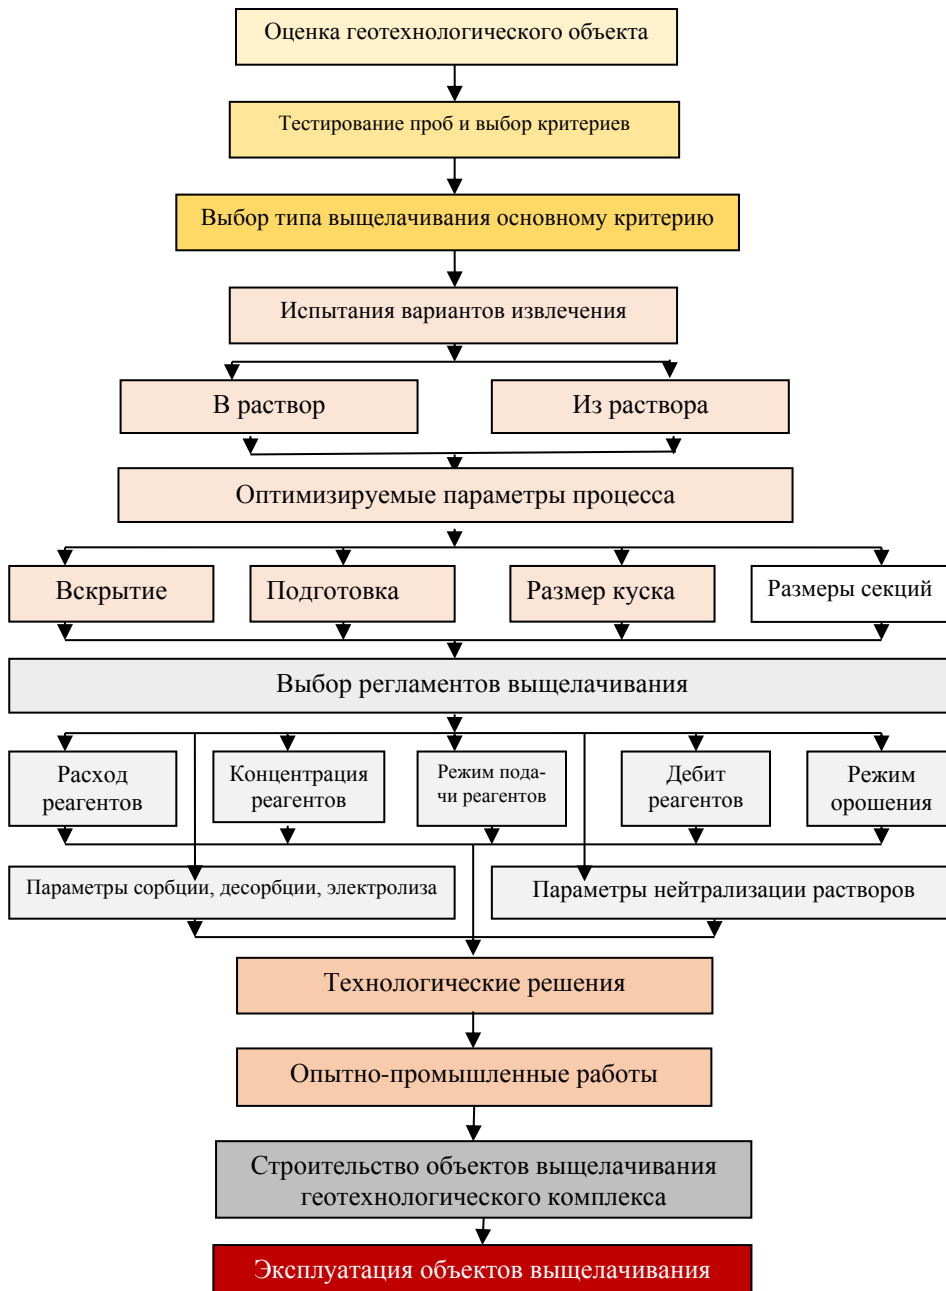 Оценка геотехнологического объекта
Тестирование проб и выбор критериев
Выбор типа выщелачивания основному критерию
Испытания вариантов извлечения
В раствор
Из раствора
Оптимизируемые параметры процесса
Вскрытие
Подготовка
Размер куска
Размеры секций
Выбор регламентов выщелачивания
Расход
реагентов
Концентрация
реагентов
Режим пода-
чи реагентов
Дебит
реагентов
Режим
орошения
Параметры сорбции, десорбции, электролиза
Параметры нейтрализации растворов
Технологические решения
Опытно-промышленные работы
Строительство объектов выщелачивания
геотехнологического комплекса
Эксплуатация объектов выщелачивания